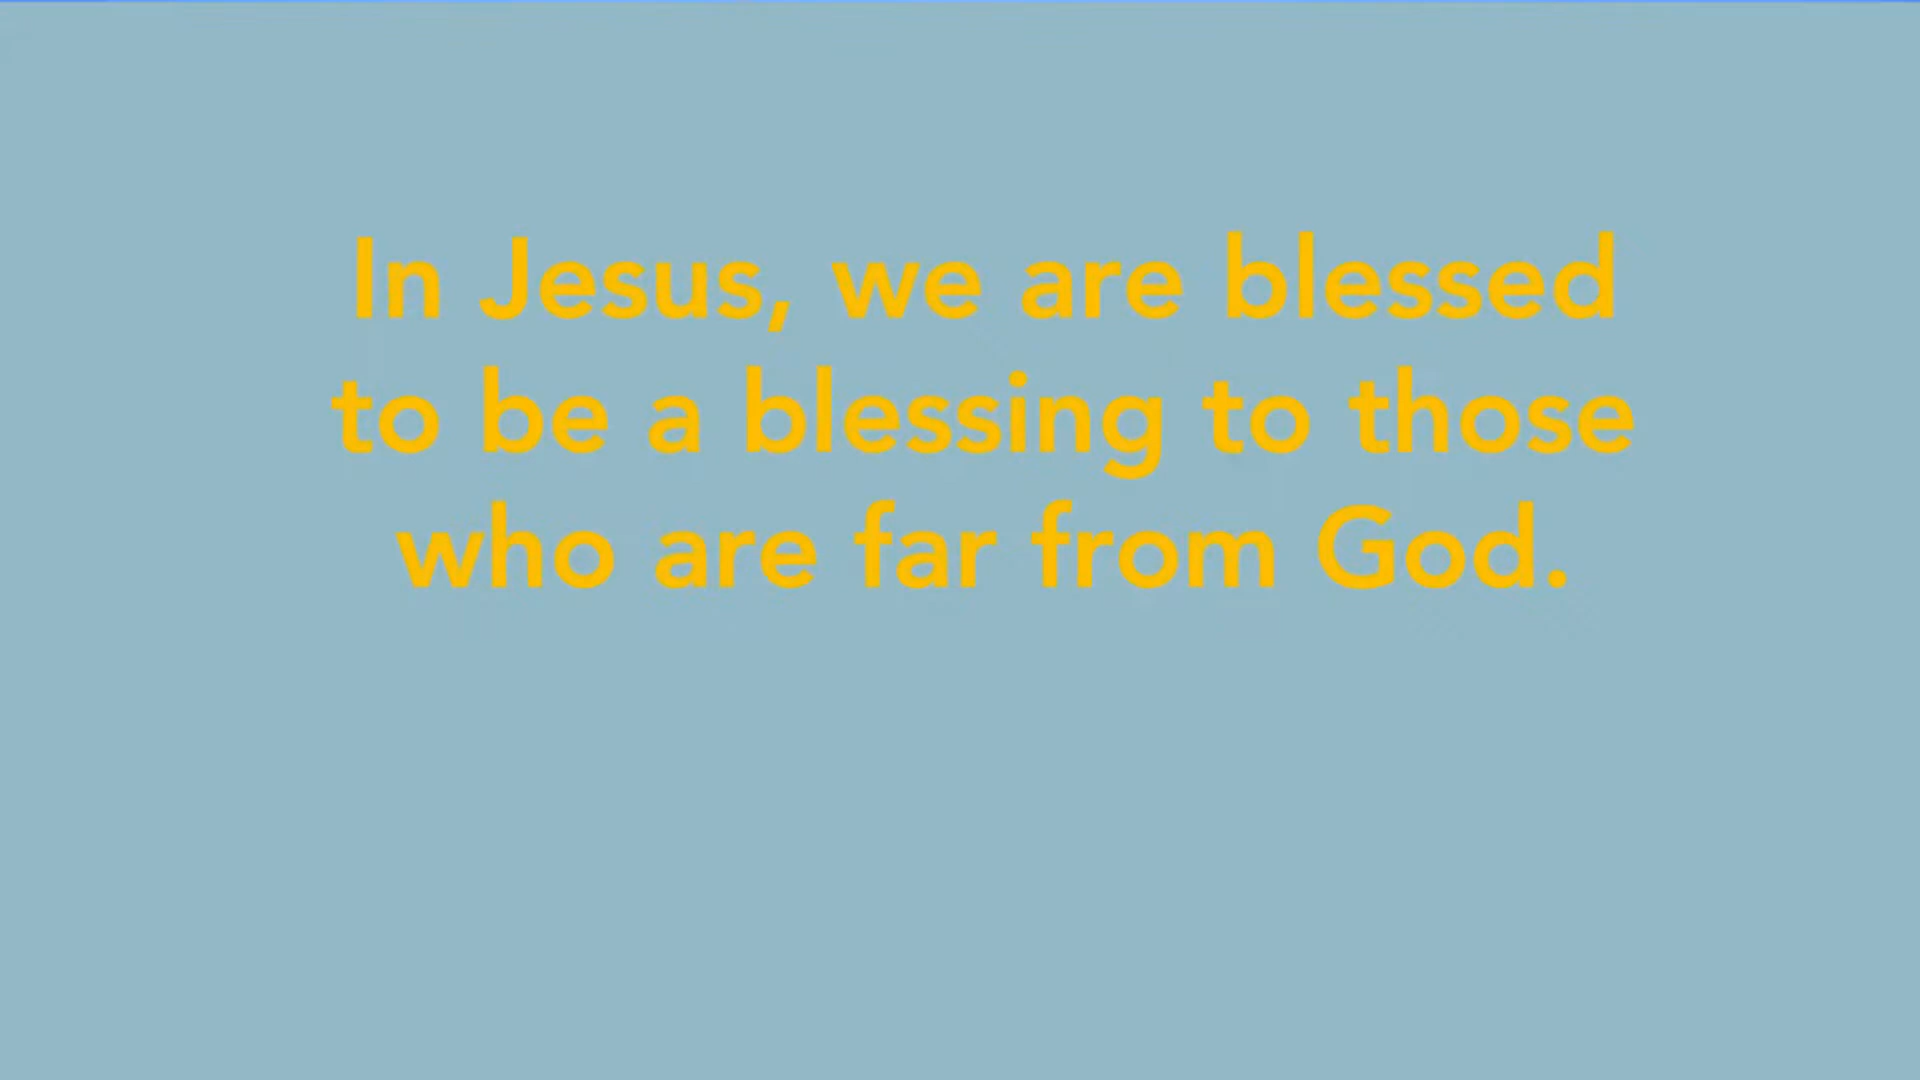 In Jesus, we are blessed
to be a blessing to those
who are far from God.